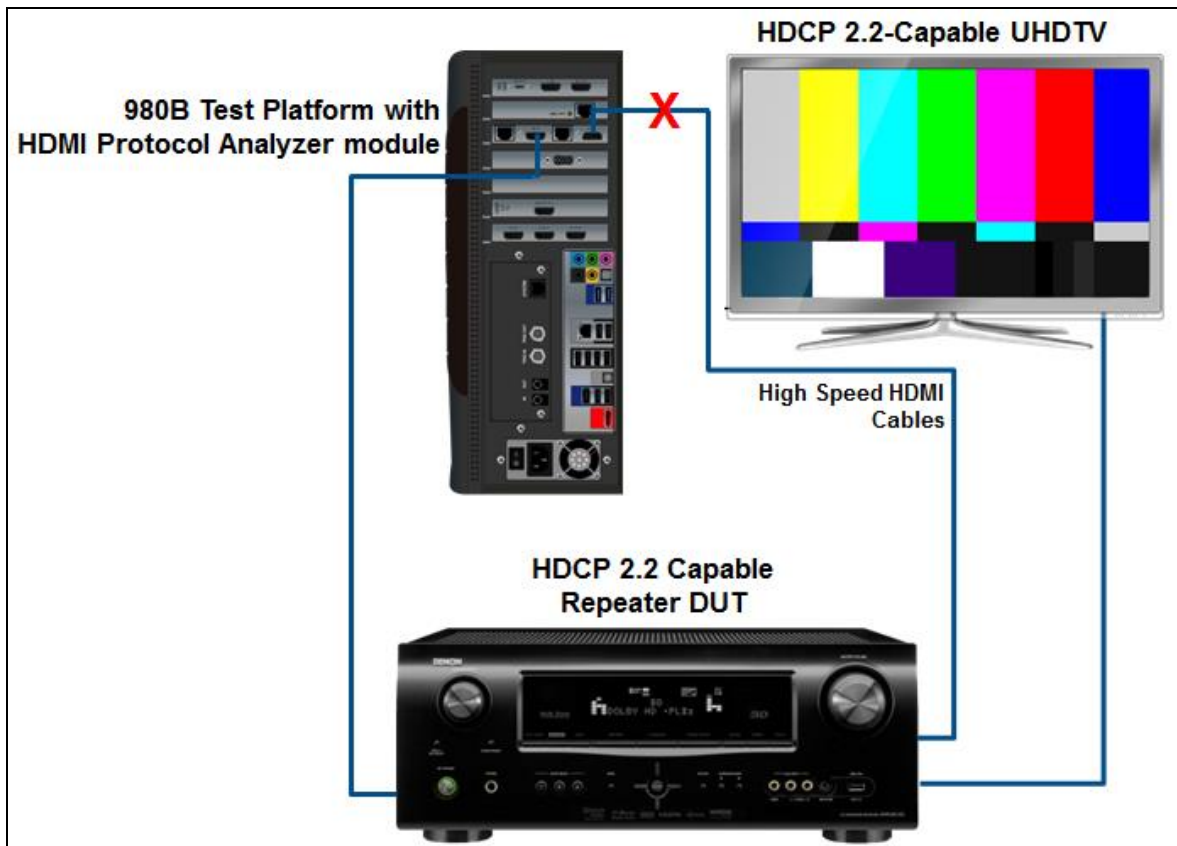 HDCP 2.2-Capable UHDTV
980B Test Platform with
HDMI Protocol Analyzer module
X
High Speed HDMI
Cables
HDCP 2.2 Capable
Repeater DUT
DENON
DOLBY HD +PLⅡz